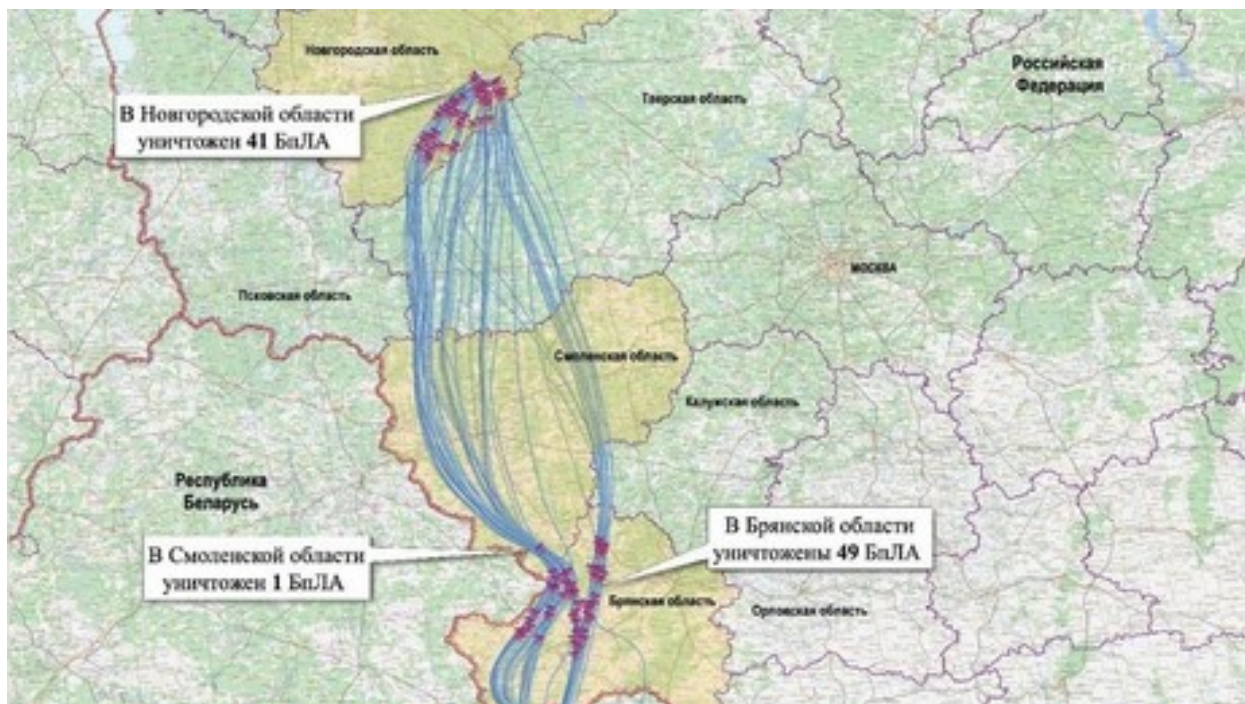 Новгородская область
Российская
Федерация
В Новгородской области
уничтожен 41 БпЛА
Тверская область
МОСКВА
Псковская область
Смоленская область
Калужская область
Республика
Беларусь
В Смоленской области
уничтожен 1 БпЛА
В Брянской области
уничтожены 49 БпЛА
Брянская область
Орловская область